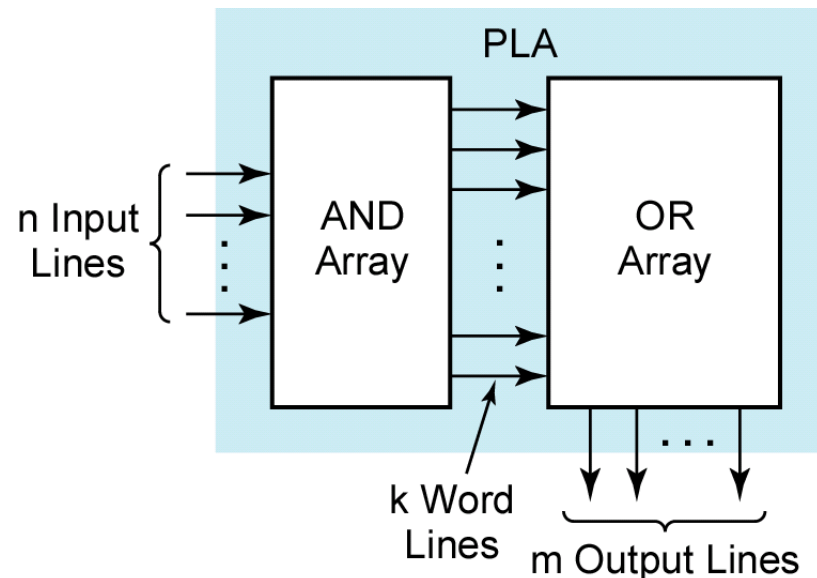 PLA
n Input
Lines
AND
Array
OR
Array
k Word
Lines
m Output Lines